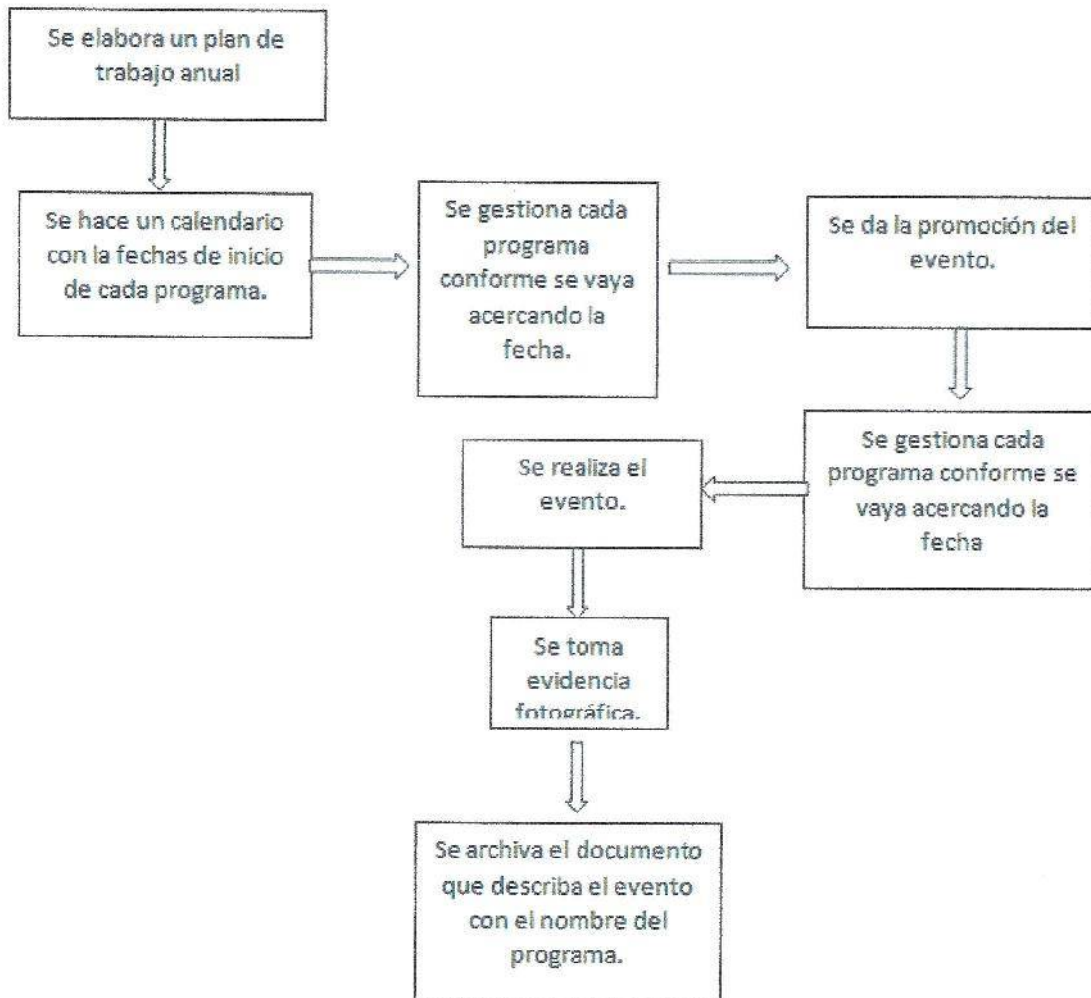 Se elabora un plan de
trabajo anual
Se hace un calendario
con la fechas de inicio
de cada programa.
Se gestiona cada
programa
conforme se vaya
acercando la
fecha.
Se da la promoción del
evento.
Se gestiona cada
programa conforme se
vaya acercando la
fecha
Se realiza el
evento.
Se toma
evidencia
fotográfica.
Se archiva el documento
que describa el evento
con el nombre del
programa.